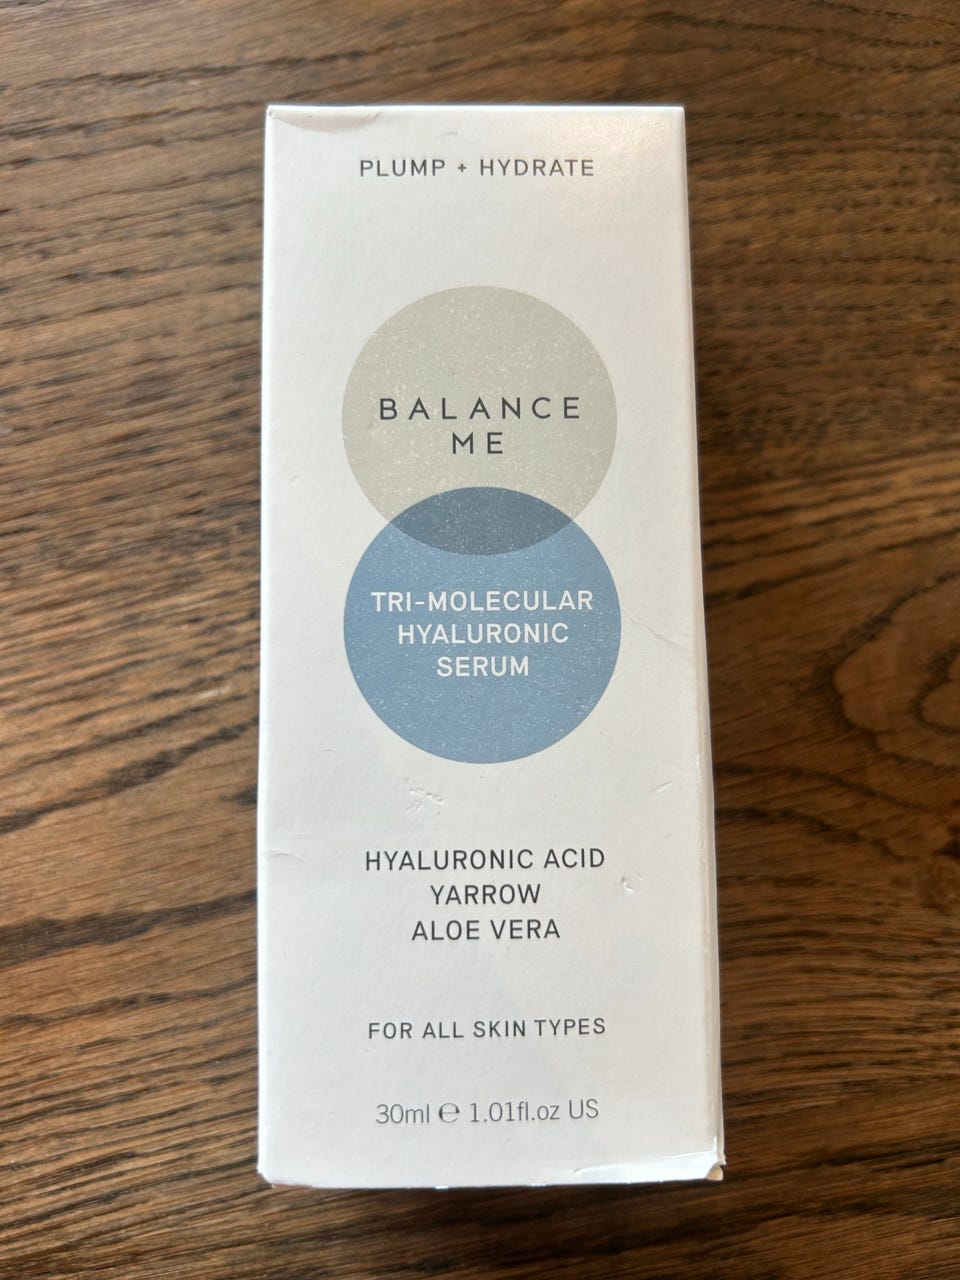 PLUMP + HYDRATE
BALANCE
ME
TRI-MOLECULAR
HYALURONIC
SERUM
HYALURONIC ACID
YARROW
ALOE VERA
FOR ALL SKIN TYPES
30ml ℮ 1.01fl.oz US